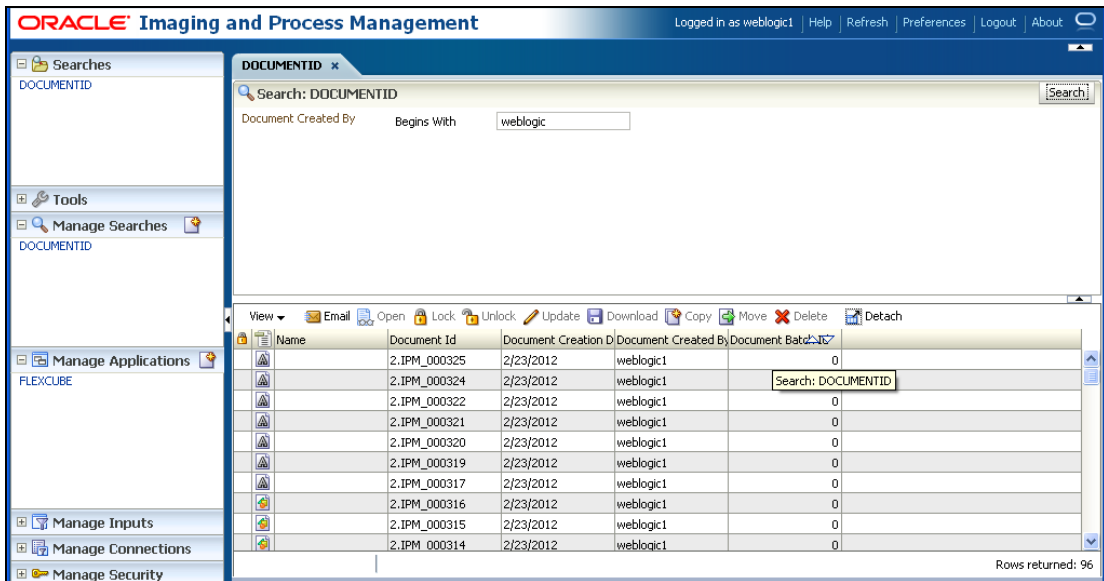 ORACLE® Imaging and Process Management
Logged in as weblogic1 | Help | Refresh | Preferences | Logout | About
Searches
DOCUMENTID
Tools
Manage Searches
DOCUMENTID
Manage Applications
FLEXCUBE
Manage Inputs
Manage Connections
Manage Security
DOCUMENTID ×
Search: DOCUMENTID
Search
Document Created By Begins With weblogic
View Email Open Lock Unlock Update Download Copy Move Delete Detach
Name Document Id Document Creation D Document Created By Document Batch
2.IPM_000325 2/23/2012 weblogic1 0
Search: DOCUMENTID
2.IPM_000324 2/23/2012 weblogic1
2.IPM_000322 2/23/2012 weblogic1 0
2.IPM_000321 2/23/2012 weblogic1 0
2.IPM_000320 2/23/2012 weblogic1 0
2.IPM_000319 2/23/2012 weblogic1 0
2.IPM_000317 2/23/2012 weblogic1 0
2.IPM_000316 2/23/2012 weblogic1 0
2.IPM_000315 2/23/2012 weblogic1 0
2.IPM_000314 2/23/2012 weblogic1 0
Rows returned: 96